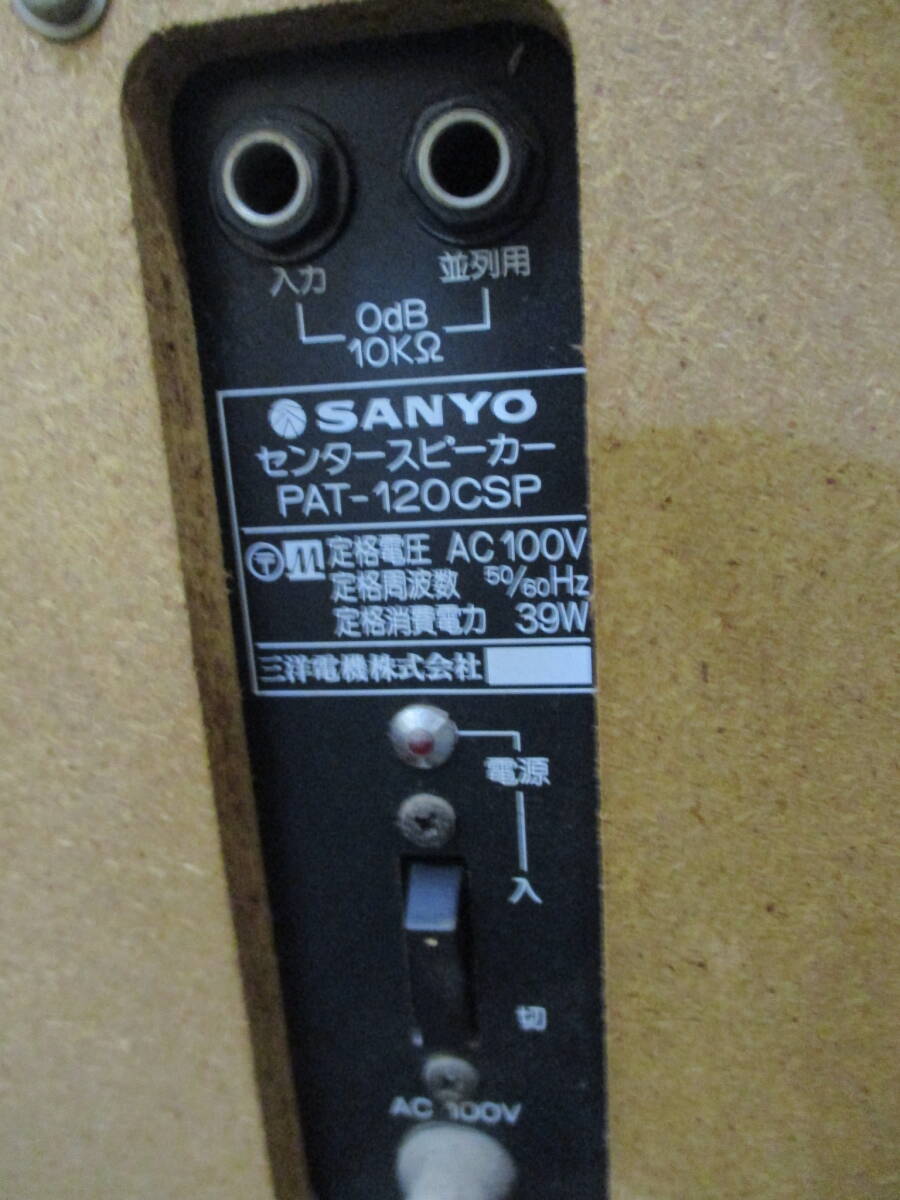 入力 並列用
0dB
10KΩ
SANYO
センタースピーカー
PAT-120CSP
〒 定格電圧 AC 100V
定格周波数 50/60Hz
定格消費電力 39W
三洋電機株式会社
電源
入
切
AC 100V